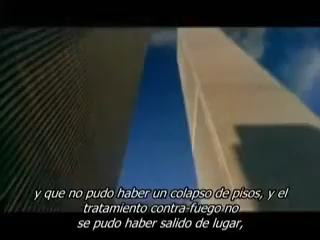 y que no pudo haber un colapso de pisos, y el
tratamiento contra-fuego no
se pudo haber salido de lugar,